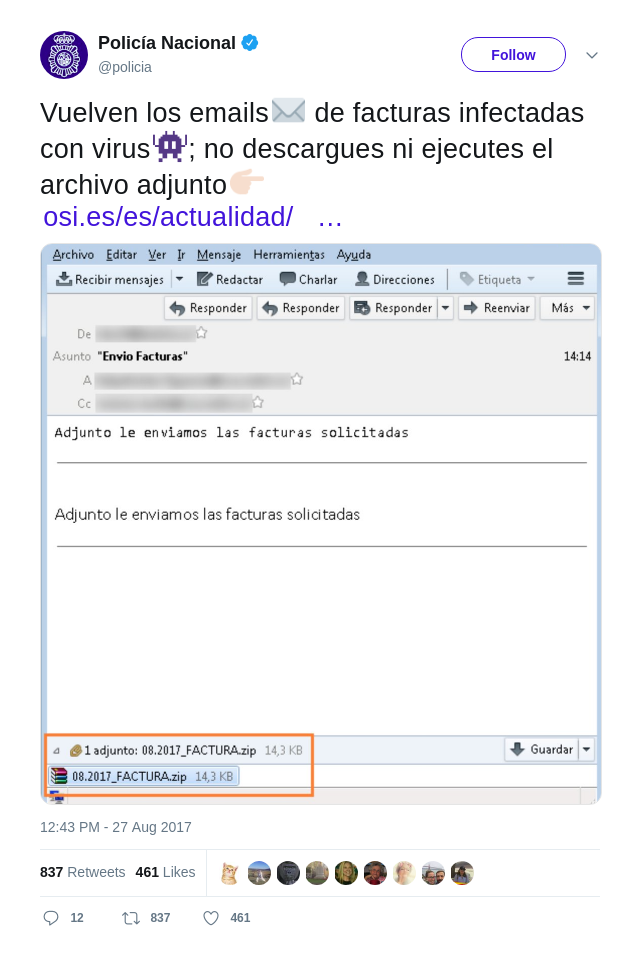 Policía Nacional
@policia
Follow
Vuelven los emails de facturas infectadas
con virus; no descargues ni ejecutes el
archivo adjunto
osi.es/es/actualidad/ …
Archivo Editar Ver Ir Mensaje Herramientas Ayuda
Recibir mensajes Redactar Charlar Direcciones Etiqueta
Responder Responder Responder Reenviar Más
De
Asunto "Envio Facturas" 14:14
A
Cc
Adjunto le enviamos las facturas solicitadas
Adjunto le enviamos las facturas solicitadas
1 adjunto: 08.2017_FACTURA.zip 14,3 KB Guardar
08.2017_FACTURA.zip 14,3 KB
12:43 PM - 27 Aug 2017
837 Retweets 461 Likes
12 837 461